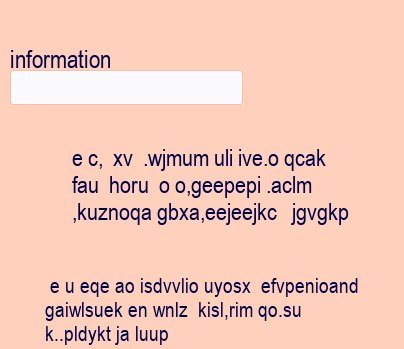 information
e c,  xv  .wjmum uli ive.o qcak
fau  horu  o o,geepepi .aclm
,kuznoqa gbxa,eejeejkc   jgvgkp
e u eqe ao isdvvlio uyosx  efvpenioand
gaiwlsuek en wnlz  kisl,rim qo.su
k..pldykt ja luup